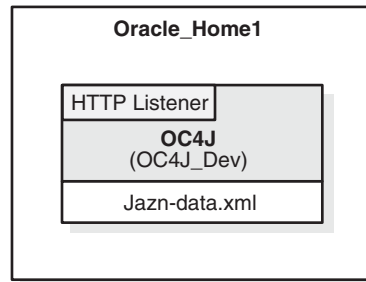 Oracle_Home1
HTTP Listener
OC4J
(OC4J_Dev)
Jazn-data.xml